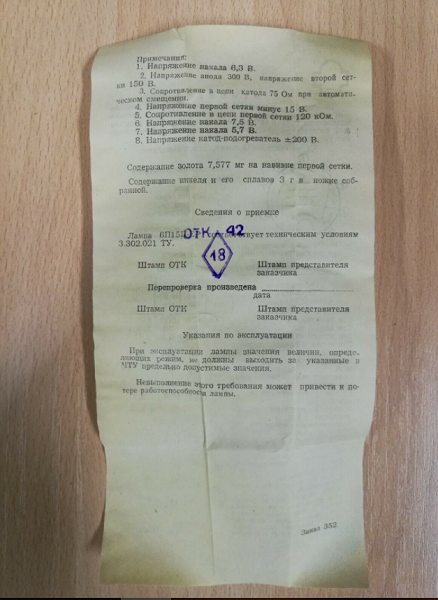 Примечания:
1. Напряжение накала 6,3 В.
2. Напряжение анода 300 В, напряжение второй сет-
ки 150 В.
3. Сопротивление в цепи катода 75 Ом при автомати-
ческом смещении.
4. Напряжение первой сетки минус 15 В.
5. Сопротивление в цепи первой сетки 120 кОм.
6. Напряжение накала 7,5 В.
7. Напряжение накала 5,7 В.
8. Напряжение катод-подогреватель ±200 В.
Содержание золота 7,577 мг на навивке первой сетки.
Содержание никеля и его сплавов 3 г в ножке соб-
ранной.
Сведения о приемке
ОТК 42
Лампа соответствует техническим условиям
3.302.021 ТУ.
18
Штамп ОТК Штамп представителя
заказчика
Перепроверка произведена
дата
Штамп ОТК Штамп представителя
заказчика
Указания по эксплуатации
При эксплуатации лампы значения величин, опреде-
ляющих режим, не должны выходить за указанные в
ЧТУ предельно допустимые значения.
Невыполнение этого требования может привести к по-
тере работоспособности лампы.
Заказ 352